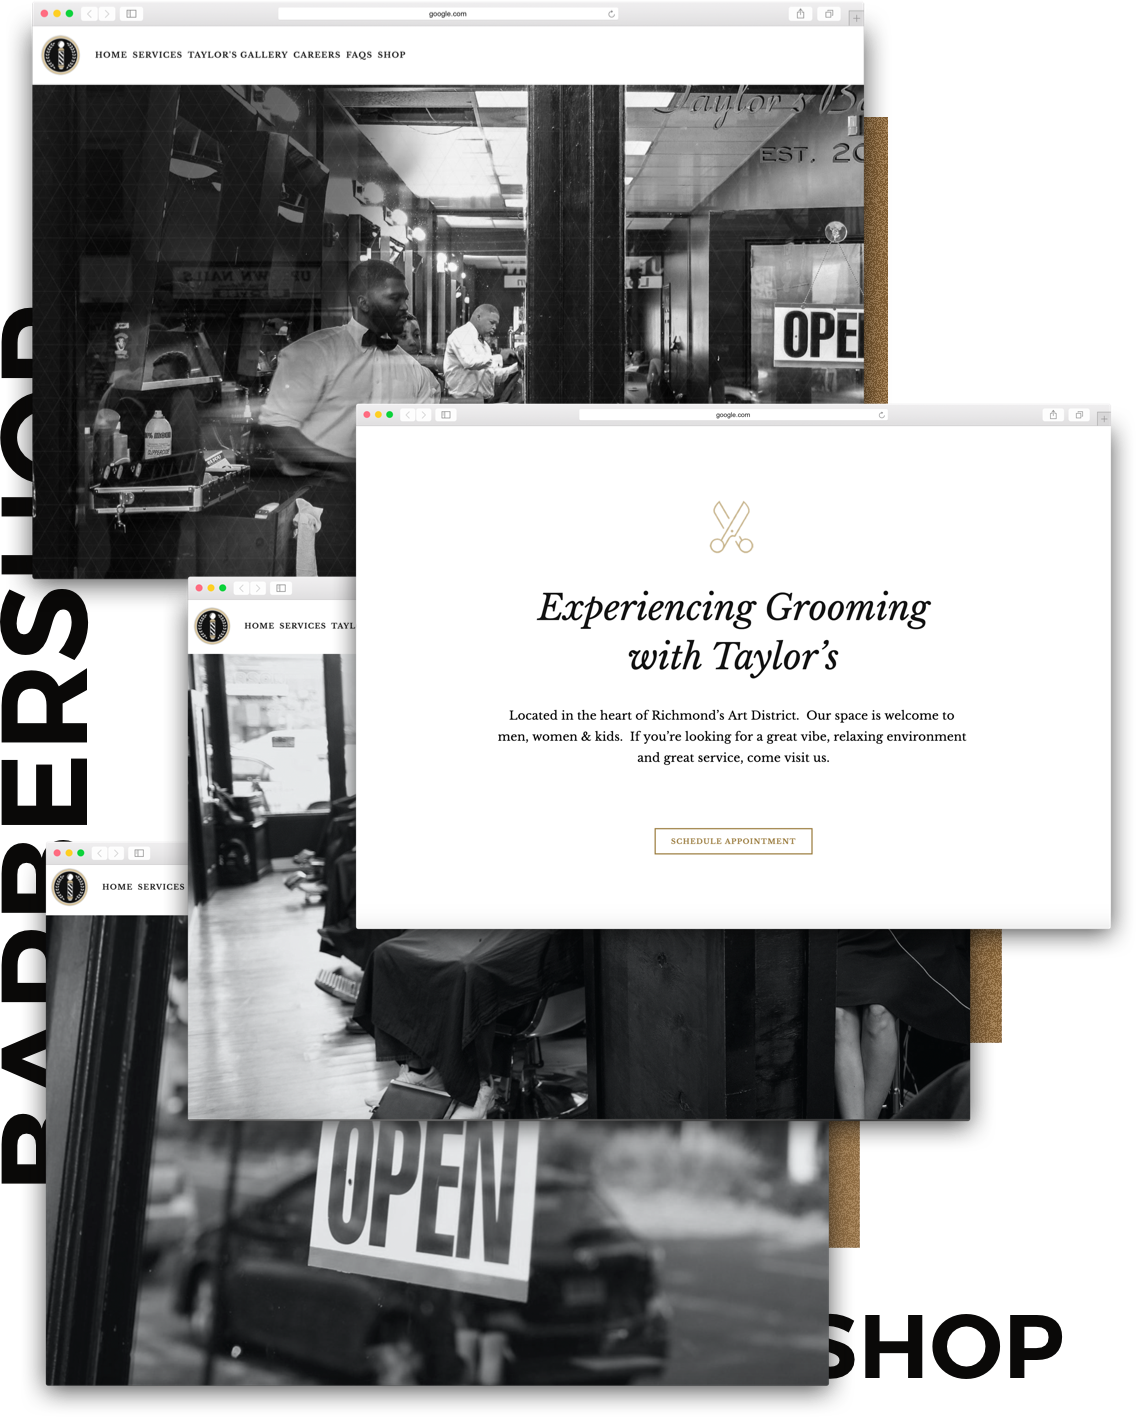 google.com
HOME SERVICES TAYLOR'S GALLERY CAREERS FAQS SHOP
Taylor's Ba
EST. 20
UPTOWN NAILS
OPE
BARBERSHOP
google.com
Experiencing Grooming
with Taylor’s
Located in the heart of Richmond’s Art District.  Our space is welcome to
men, women & kids.  If you’re looking for a great vibe, relaxing environment
and great service, come visit us.
SCHEDULE APPOINTMENT
HOME SERVICES TAYL
HOME SERVICES
OPEN
SHOP